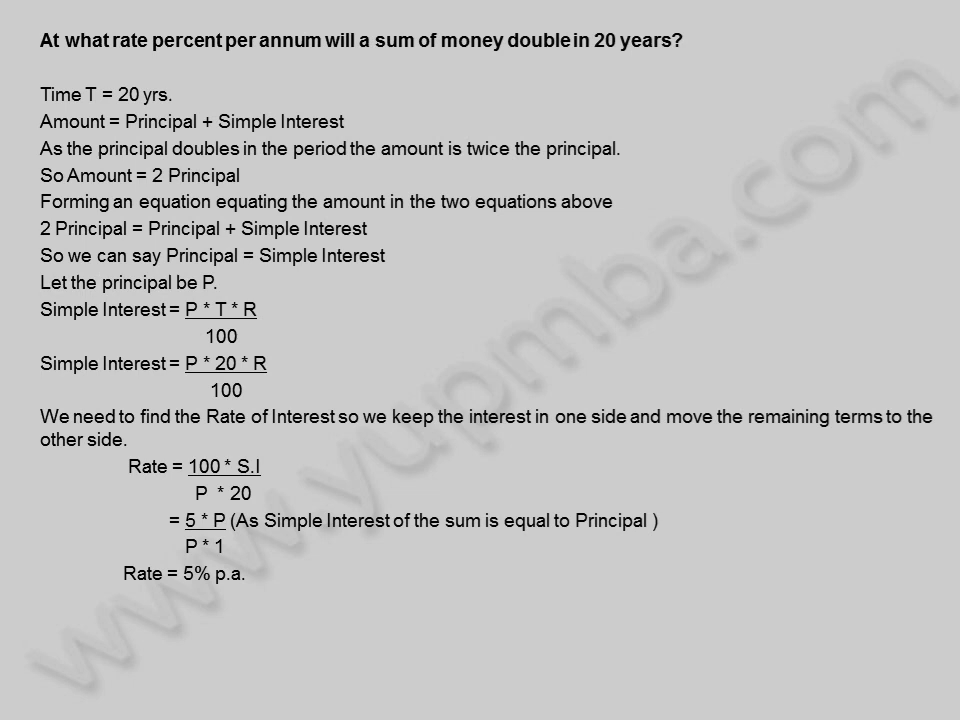 At what rate percent per annum will a sum of money double in 20 years?
Time T = 20 yrs.
Amount = Principal + Simple Interest
As the principal doubles in the period the amount is twice the principal.
So Amount = 2 Principal
Forming an equation equating the amount in the two equations above
2 Principal = Principal + Simple Interest
So we can say Principal = Simple Interest
Let the principal be P.
Simple Interest = P * T * R
100
Simple Interest = P * 20 * R
100
We need to find the Rate of Interest so we keep the interest in one side and move the remaining terms to the
other side.
Rate = 100 * S.I
P * 20
= 5 * P (As Simple Interest of the sum is equal to Principal )
P * 1
Rate = 5% p.a.
www.yupmba.com